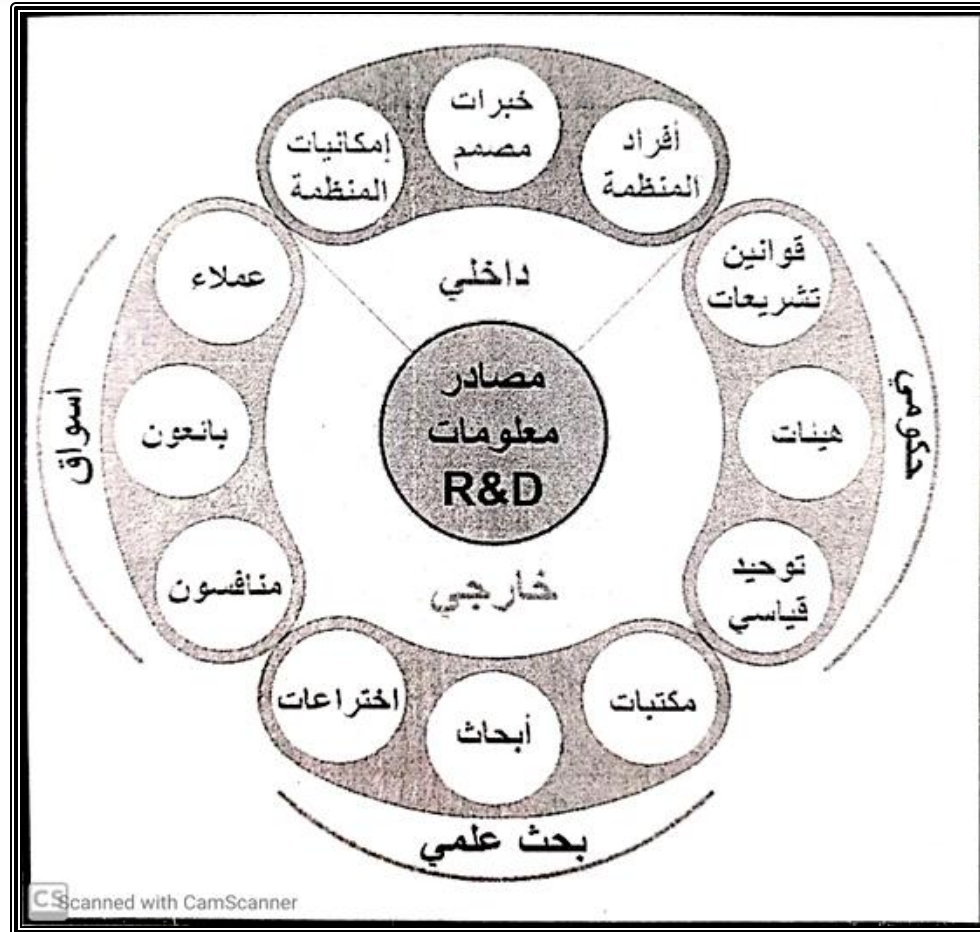 خبرات
مصمم
أفراد
المنظمة
إمكانيات
المنظمة
قوانين
تشريعات
عملاء
داخلي
مصادر
معلومات
R&D
حكومي
هيئات
بائعون
أسواق
توحيد
قياسي
منافسون
خارجي
مكتبات
أبحاث
اختراعات
بحث علمي
CS
Scanned with CamScanner